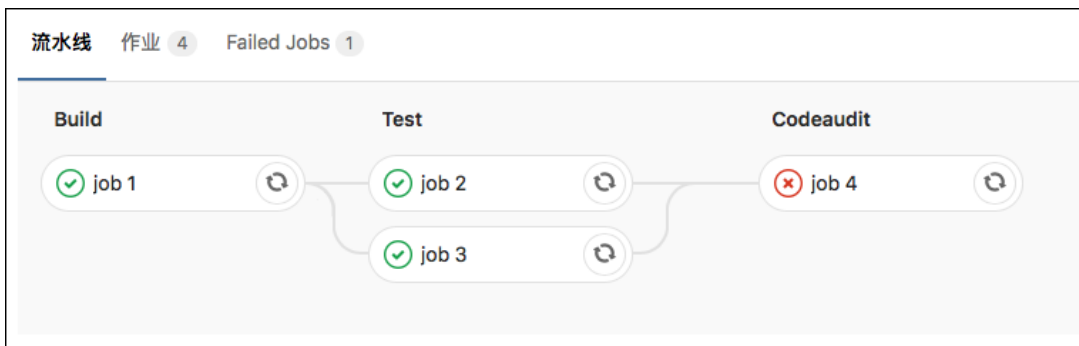 流水线 作业 4 Failed Jobs 1
Build Test Codeaudit
job 1 job 2 job 4
job 3